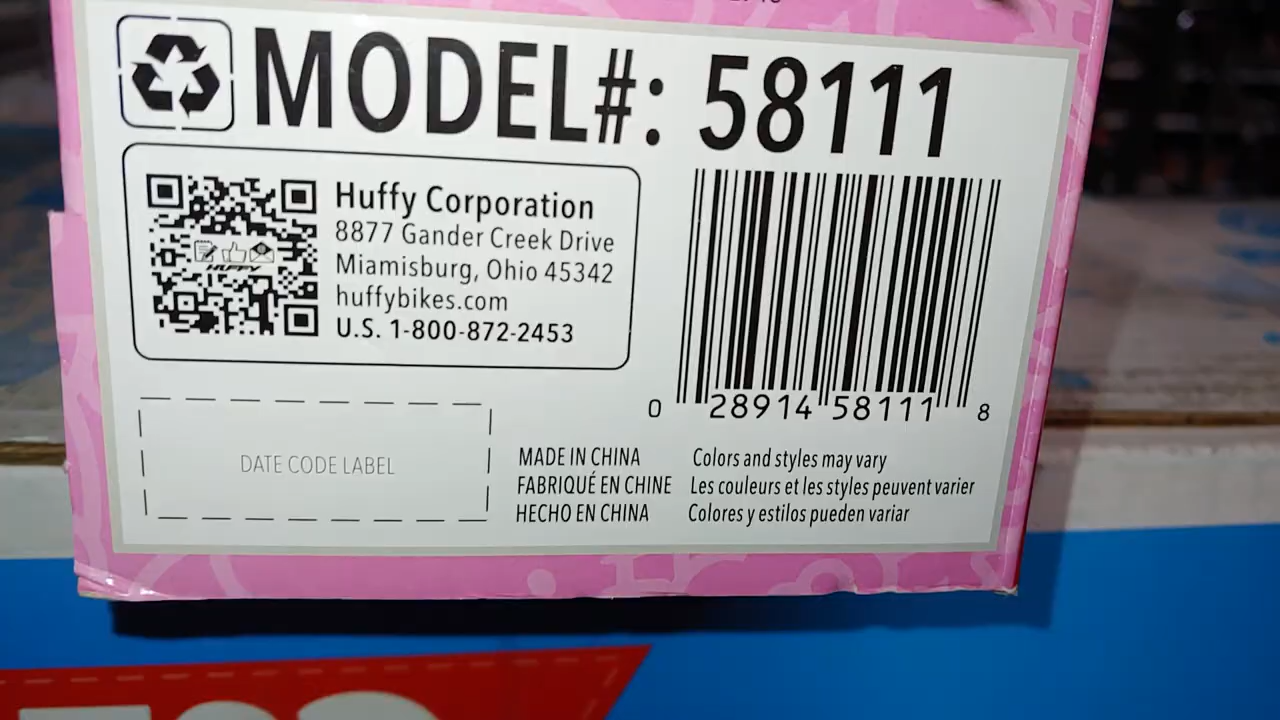 MODEL#: 58111
Huffy Corporation
8877 Gander Creek Drive
Miamisburg, Ohio 45342
huffybikes.com
U.S. 1-800-872-2453
HUFFY
0 28914 58111 8
DATE CODE LABEL
MADE IN CHINA
FABRIQUÉ EN CHINE
HECHO EN CHINA
Colors and styles may vary
Les couleurs et les styles peuvent varier
Colores y estilos pueden variar